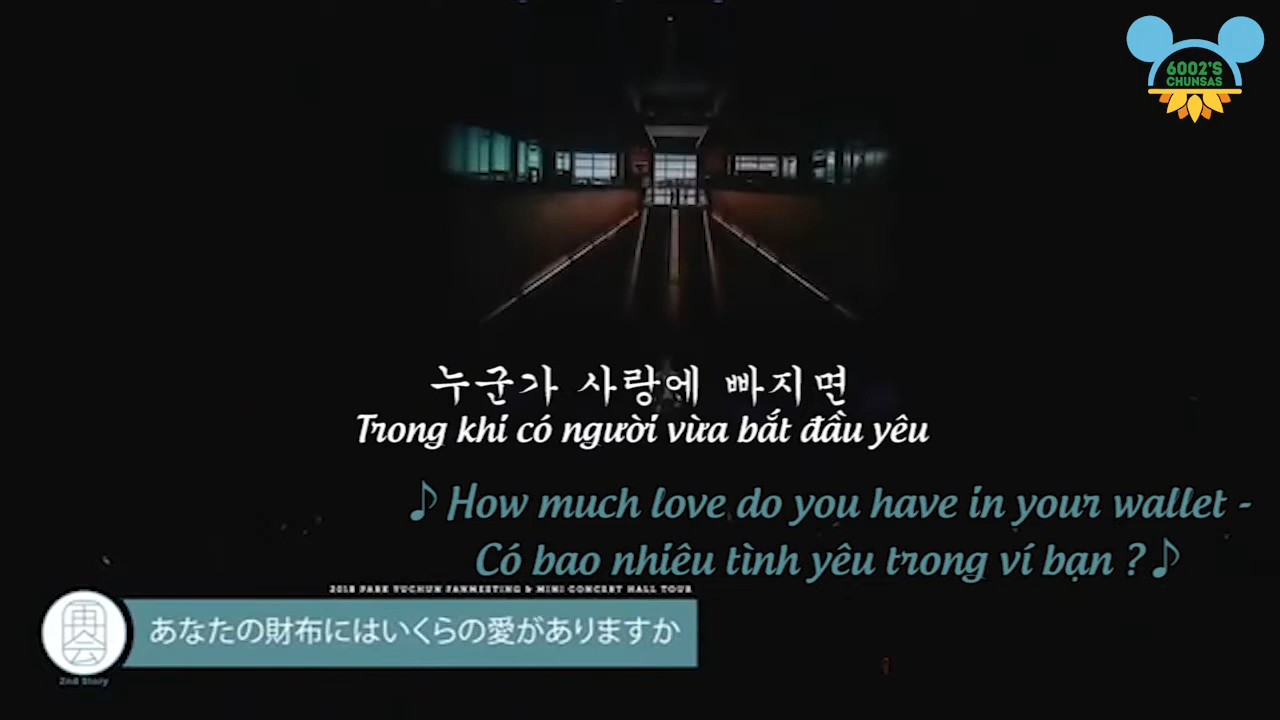 6002'S
CHUNSAS
누군가 사랑에 빠지면
Trong khi có người vừa bắt đầu yêu
♪ How much love do you have in your wallet -
Có bao nhiêu tình yêu trong ví bạn ? ♪
2018 PARK YUCHUN FANMEETING & MINI CONCERT HALL TOUR
あなたの財布にはいくらの愛がありますか
再会
2nd Story